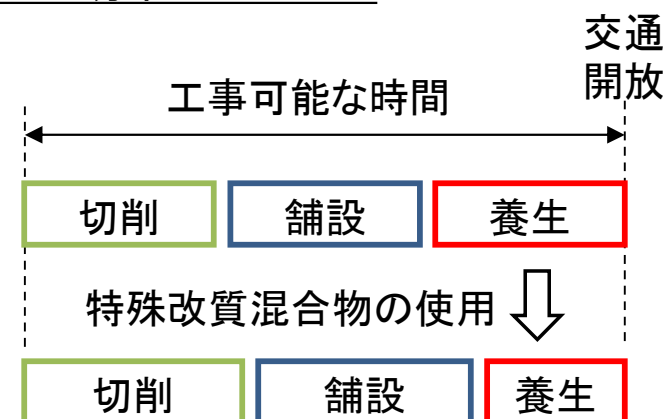 交通
開放
工事可能な時間
切削
舗設
養生
特殊改質混合物の使用
切削
舗設
養生